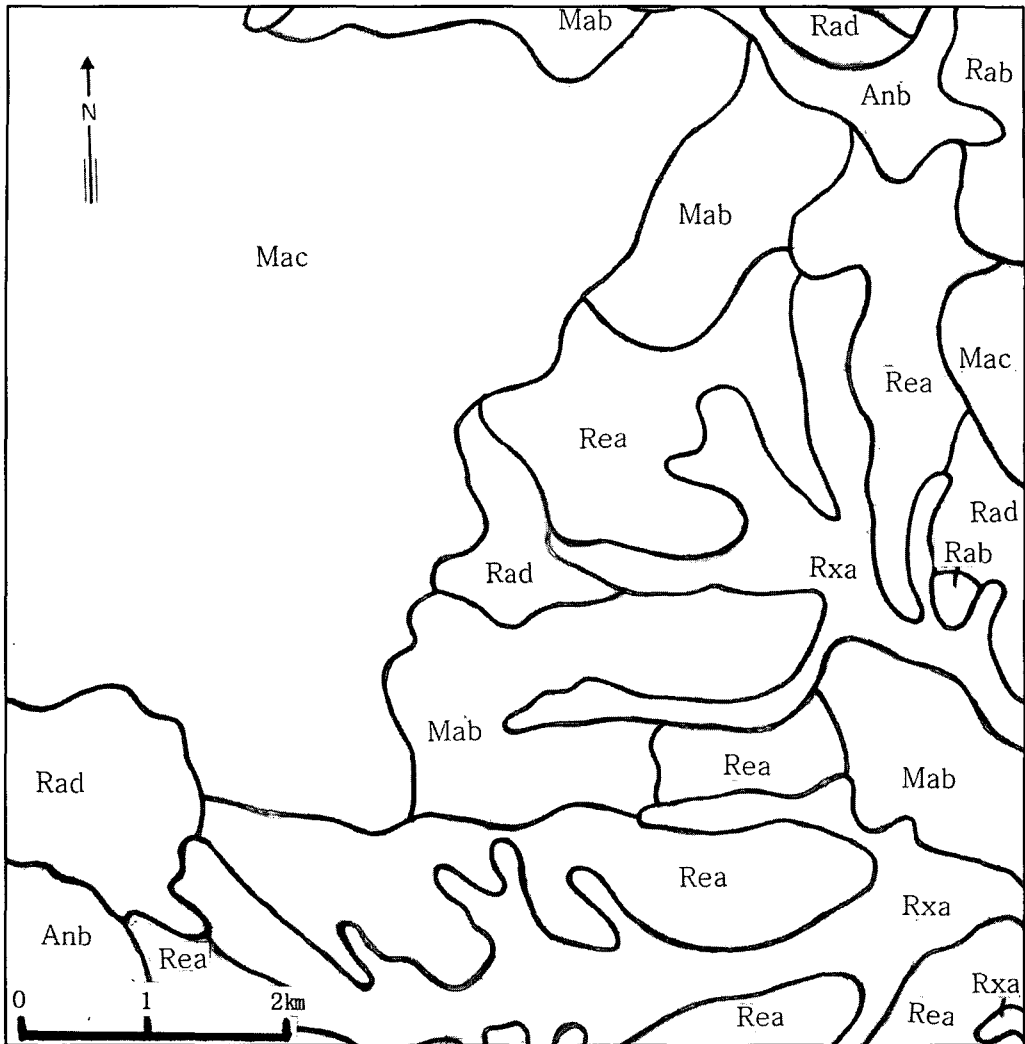 Mab
Rad
Rab
Anb
N
Mab
Mac
Mac
Rea
Rea
Rad
Rab
Rxa
Rad
Mab
Rea
Mab
Rad
Rea
Rxa
Anb
Rea
Rxa
Rea
Rea
0 1 2km